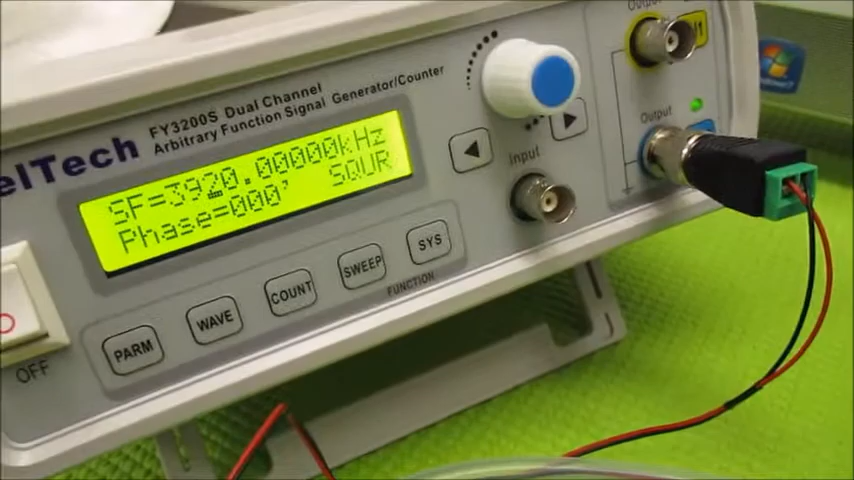 elTech
FY3200S Dual Channel
Arbitrary Function Signal Generator/Counter
SF=3920.00000kHz
Phase=000° SQUR
Input
Output
Output
PARM
WAVE
COUNT
SWEEP
SYS
FUNCTION
OFF